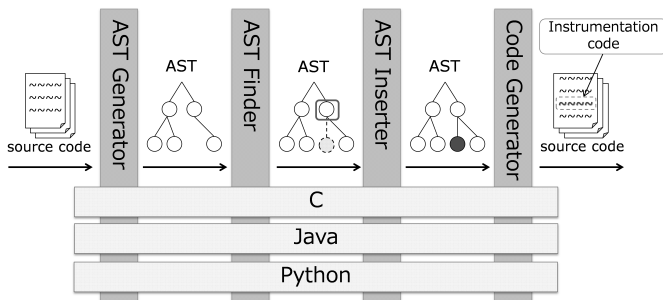 Instrumentation
code
AST Generator
AST
AST Finder
AST
AST Inserter
AST
Code Generator
source code
source code
C
Java
Python